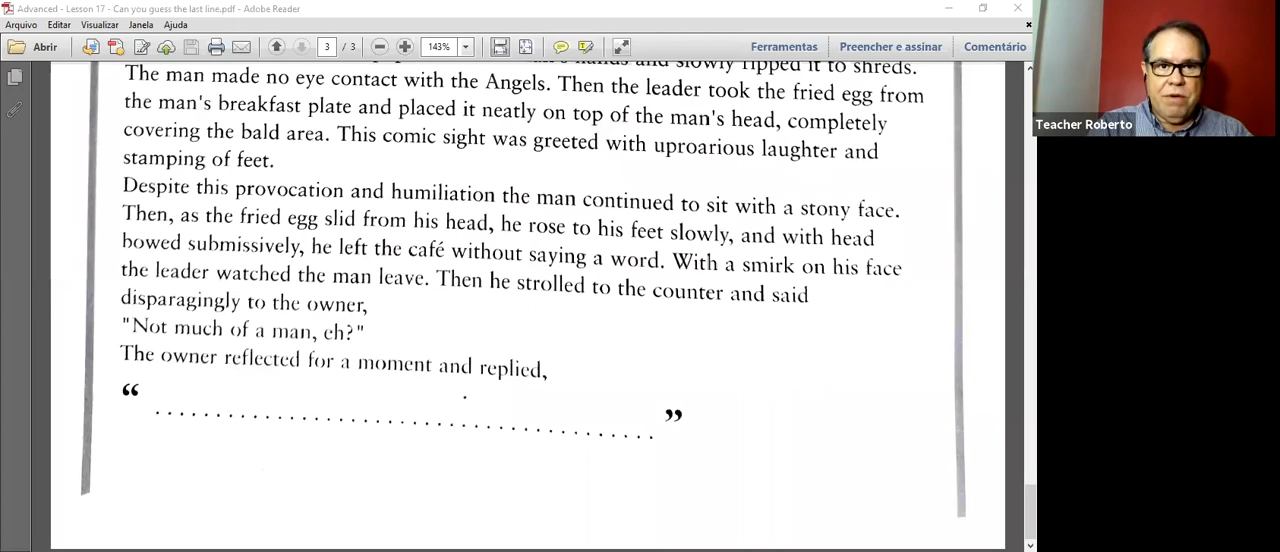 Advanced - Lesson 17 - Can you guess the last line.pdf - Adobe Reader
Arquivo Editar Visualizar Janela Ajuda
Abrir 3 / 3 143% Ferramentas Preencher e assinar Comentário
and slowly ripped it to shreds.
The man made no eye contact with the Angels. Then the leader took the fried egg from
the man's breakfast plate and placed it neatly on top of the man's head, completely
covering the bald area. This comic sight was greeted with uproarious laughter and
stamping of feet.
Despite this provocation and humiliation the man continued to sit with a stony face.
Then, as the fried egg slid from his head, he rose to his feet slowly, and with head
bowed submissively, he left the café without saying a word. With a smirk on his face
the leader watched the man leave. Then he strolled to the counter and said
disparagingly to the owner,
"Not much of a man, eh?"
The owner reflected for a moment and replied,
“ ........................................ ”
Teacher Roberto